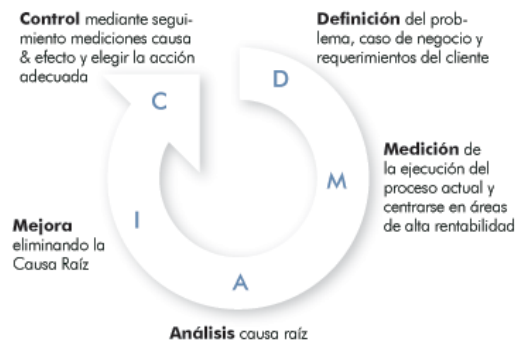 Control mediante segui-
miento mediciones causa
& efecto y elegir la acción
adecuada
Definición del prob-
lema, caso de negocio y
requerimientos del cliente
C
D
Medición de
la ejecución del
proceso actual y
centrarse en áreas
de alta rentabilidad
M
Mejora
eliminando la
Causa Raíz
I
A
Análisis causa raíz